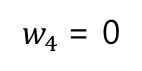 w₄ = 0